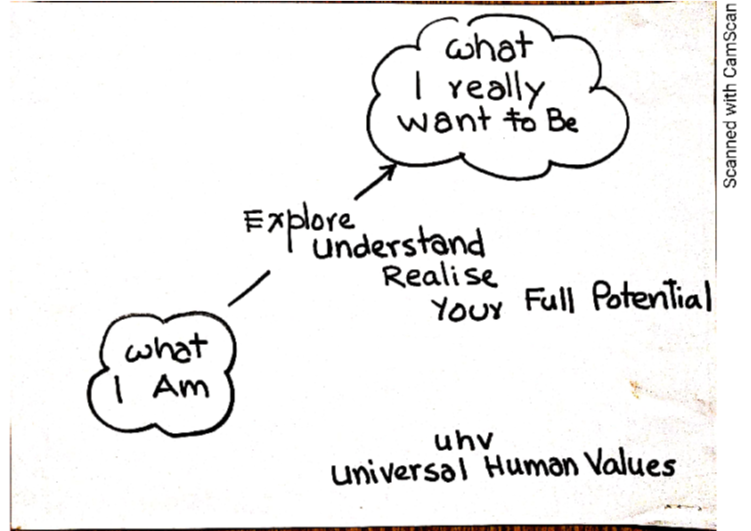 what
I really
want to Be
Explore
Understand
Realise
Your Full Potential
what
I Am
uhv
Universal Human Values
Scanned with CamScan